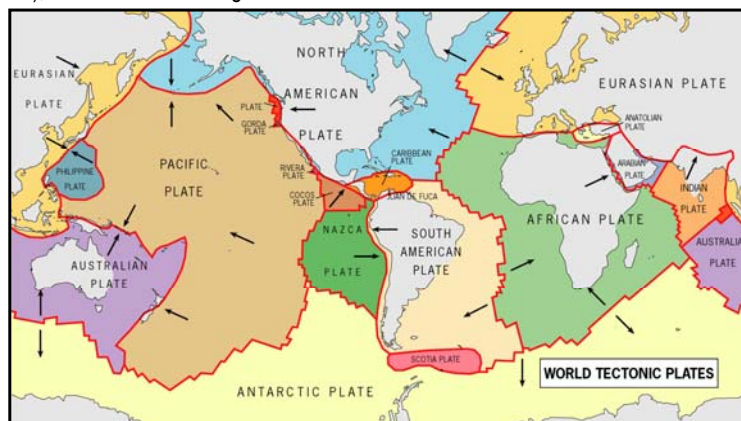 NORTH
AMERICAN
PLATE
EURASIAN
PLATE
EURASIAN PLATE
ANATOLIAN
PLATE
PLATE
GORDA
PLATE
CARIBBEAN
PLATE
PHILIPPINE
PLATE
PACIFIC
PLATE
RIVERA
PLATE
COCOS
PLATE
JUAN DE FUCA
ARABIAN
PLATE
INDIAN
PLATE
AFRICAN PLATE
NAZCA
PLATE
SOUTH
AMERICAN
PLATE
AUSTRALIAN
PLATE
AUSTRALIAN
PLATE
SCOTIA PLATE
WORLD TECTONIC PLATES
ANTARCTIC PLATE